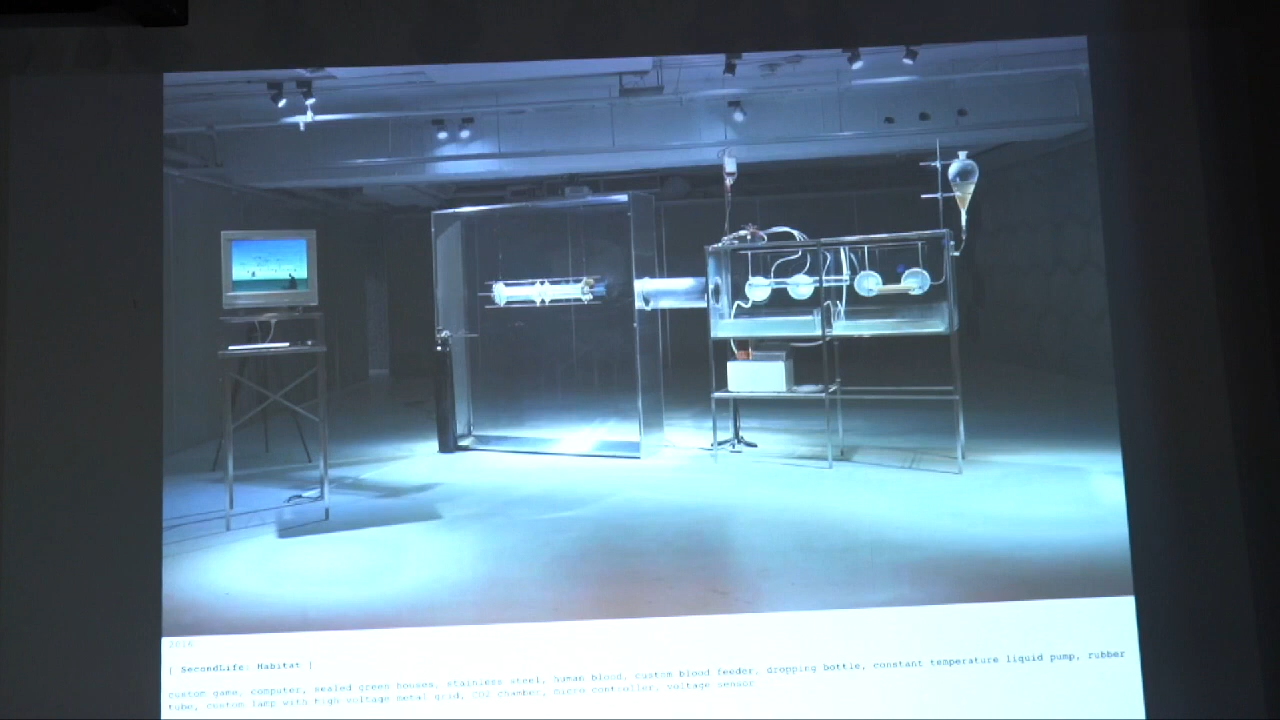 2016
| SecondLife: Habitat |
custom game, computer, sealed green houses, stainless steel, human blood, custom blood feeder, dropping bottle, constant temperature liquid pump, rubber
tube, custom lamp with high voltage metal grid, CO2 chamber, micro controller, voltage sensor